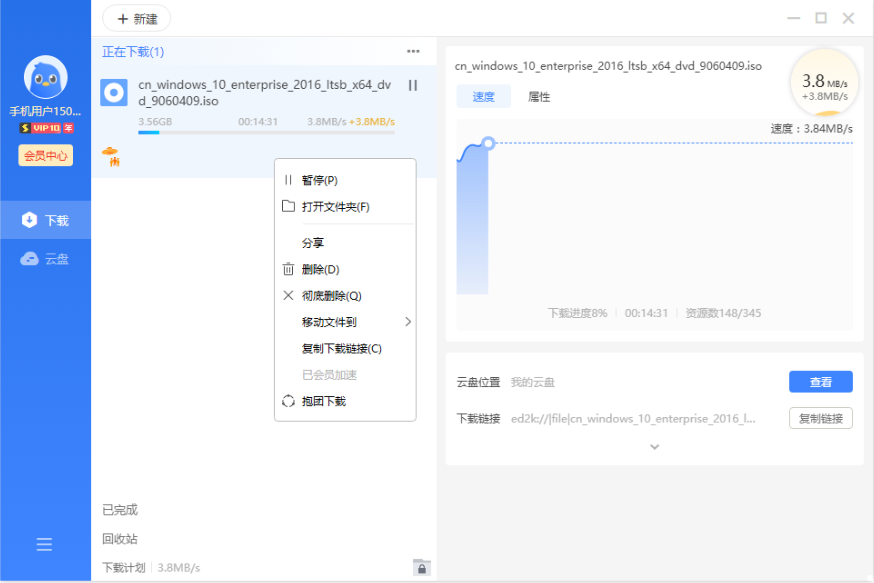 新建
手机用户150...
S VIP10 年
会员中心
下载
云盘
正在下载(1)
...
cn_windows_10_enterprise_2016_ltsb_x64_dv
d_9060409.iso
3.56GB 00:14:31 3.8MB/s +3.8MB/s
暂停(P)
打开文件夹(F)
分享
删除(D)
彻底删除(Q)
移动文件到
复制下载链接(C)
已会员加速
抱团下载
已完成
回收站
下载计划 3.8MB/s
cn_windows_10_enterprise_2016_ltsb_x64_dvd_9060409.iso
3.8 MB/s
+3.8MB/s
速度 属性
速度：3.84MB/s
下载进度8% 00:14:31 资源数148/345
云盘位置 我的云盘 查看
下载链接 ed2k://|file|cn_windows_10_enterprise_2016_l... 复制链接